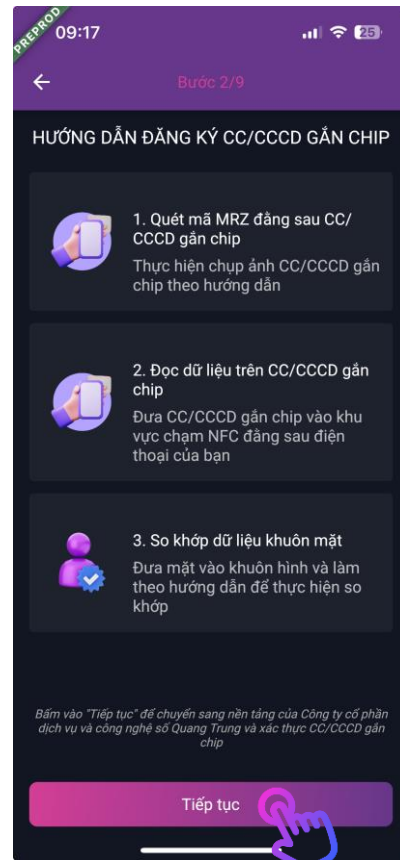 PREPROD
09:17
25
Bước 2/9
HƯỚNG DẪN ĐĂNG KÝ CC/CCCD GẮN CHIP
1. Quét mã MRZ đằng sau CC/
CCCD gắn chip
Thực hiện chụp ảnh CC/CCCD gắn
chip theo hướng dẫn
2. Đọc dữ liệu trên CC/CCCD gắn
chip
Đưa CC/CCCD gắn chip vào khu
vực chạm NFC đằng sau điện
thoại của bạn
3. So khớp dữ liệu khuôn mặt
Đưa mặt vào khuôn hình và làm
theo hướng dẫn để thực hiện so
khớp
Bấm vào "Tiếp tục" để chuyển sang nền tảng của Công ty cổ phần
dịch vụ và công nghệ số Quang Trung và xác thực CC/CCCD gắn
chip
Tiếp tục